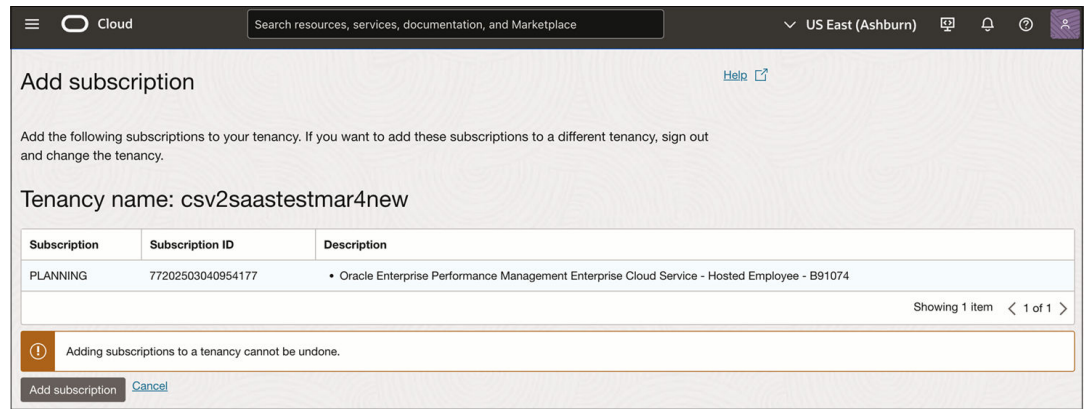 Cloud
Search resources, services, documentation, and Marketplace
US East (Ashburn)
Add subscription
Help
Add the following subscriptions to your tenancy. If you want to add these subscriptions to a different tenancy, sign out
and change the tenancy.
Tenancy name: csv2saastestmar4new
Subscription Subscription ID Description
PLANNING 77202503040954177 • Oracle Enterprise Performance Management Enterprise Cloud Service - Hosted Employee - B91074
Showing 1 item < 1 of 1 >
Adding subscriptions to a tenancy cannot be undone.
Add subscription Cancel